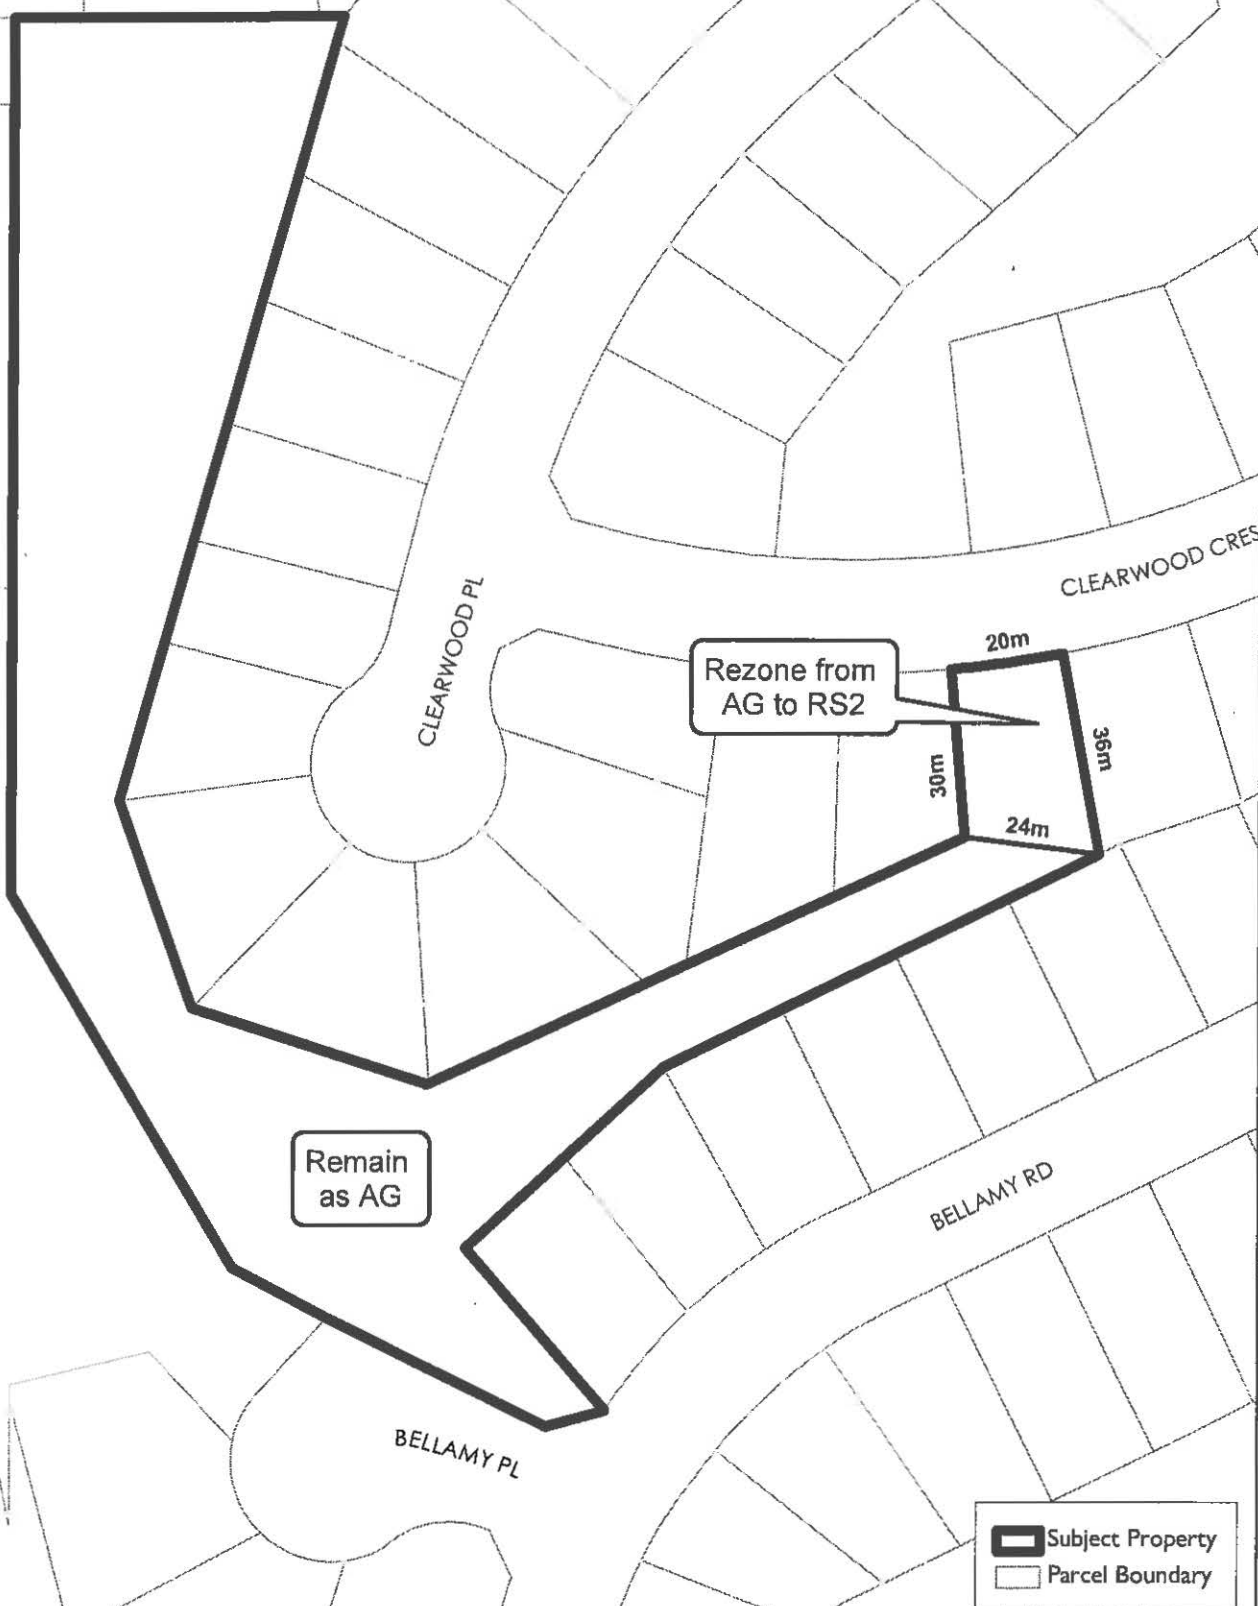 CLEARWOOD CRES
CLEARWOOD PL
20m
Rezone from
AG to RS2
36m
30m
24m
Remain
as AG
BELLAMY RD
BELLAMY PL
Subject Property
Parcel Boundary